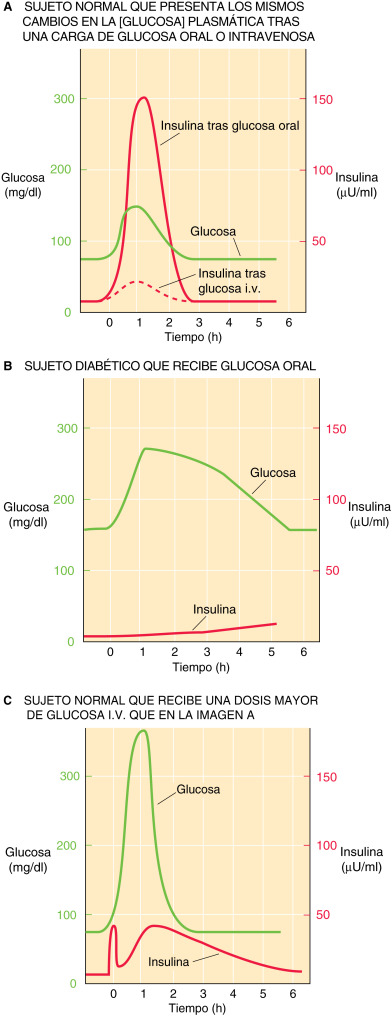 A SUJETO NORMAL QUE PRESENTA LOS MISMOS
CAMBIOS EN LA [GLUCOSA] PLASMÁTICA TRAS
UNA CARGA DE GLUCOSA ORAL O INTRAVENOSA
300
150
Insulina tras glucosa oral
Glucosa
(mg/dl)
200
100
Insulina
(μU/ml)
Glucosa
100
50
Insulina tras
glucosa i.v.
0
0 1 2 3 4 5 6
Tiempo (h)
B SUJETO DIABÉTICO QUE RECIBE GLUCOSA ORAL
300
150
Glucosa
Glucosa
(mg/dl)
200
100
Insulina
(μU/ml)
100
50
Insulina
0
0 1 2 3 4 5 6
Tiempo (h)
C SUJETO NORMAL QUE RECIBE UNA DOSIS MAYOR
DE GLUCOSA I.V. QUE EN LA IMAGEN A
300
150
Glucosa
Glucosa
(mg/dl)
200
100
Insulina
(μU/ml)
100
50
Insulina
0
0 1 2 3 4 5 6
Tiempo (h)